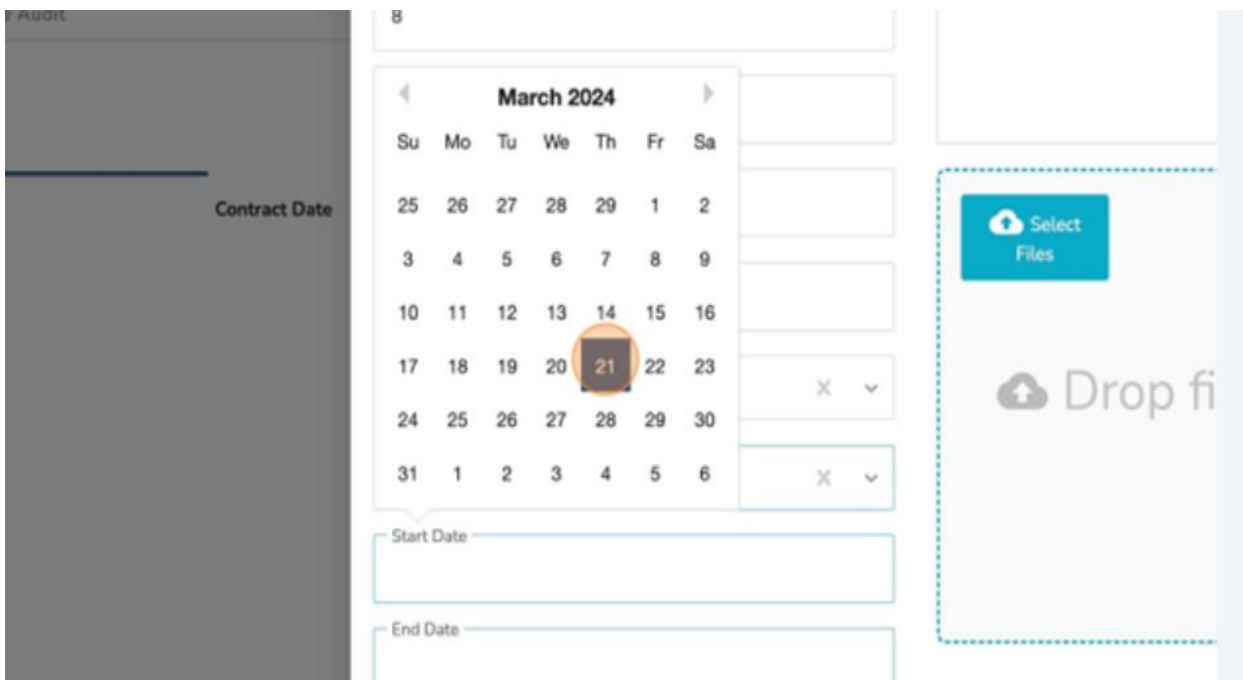 Audit
8
March 2024
Su Mo Tu We Th Fr Sa
25 26 27 28 29 1 2
3 4 5 6 7 8 9
10 11 12 13 14 15 16
17 18 19 20 21 22 23
24 25 26 27 28 29 30
31 1 2 3 4 5 6
Contract Date
Start Date
End Date
Select
Files
Drop fi